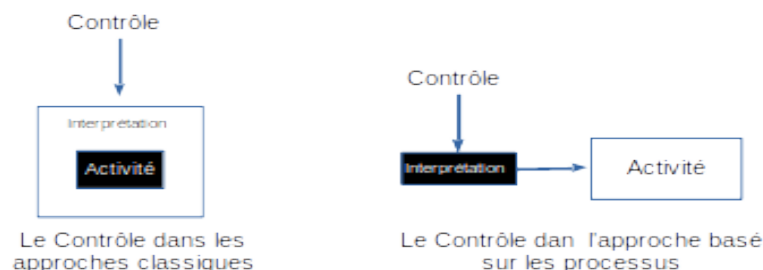 Contrôle
Interprétation
Activité
Le Contrôle dans les
approches classiques
Contrôle
Interprétation
Activité
Le Contrôle dan l'approche basé
sur les processus